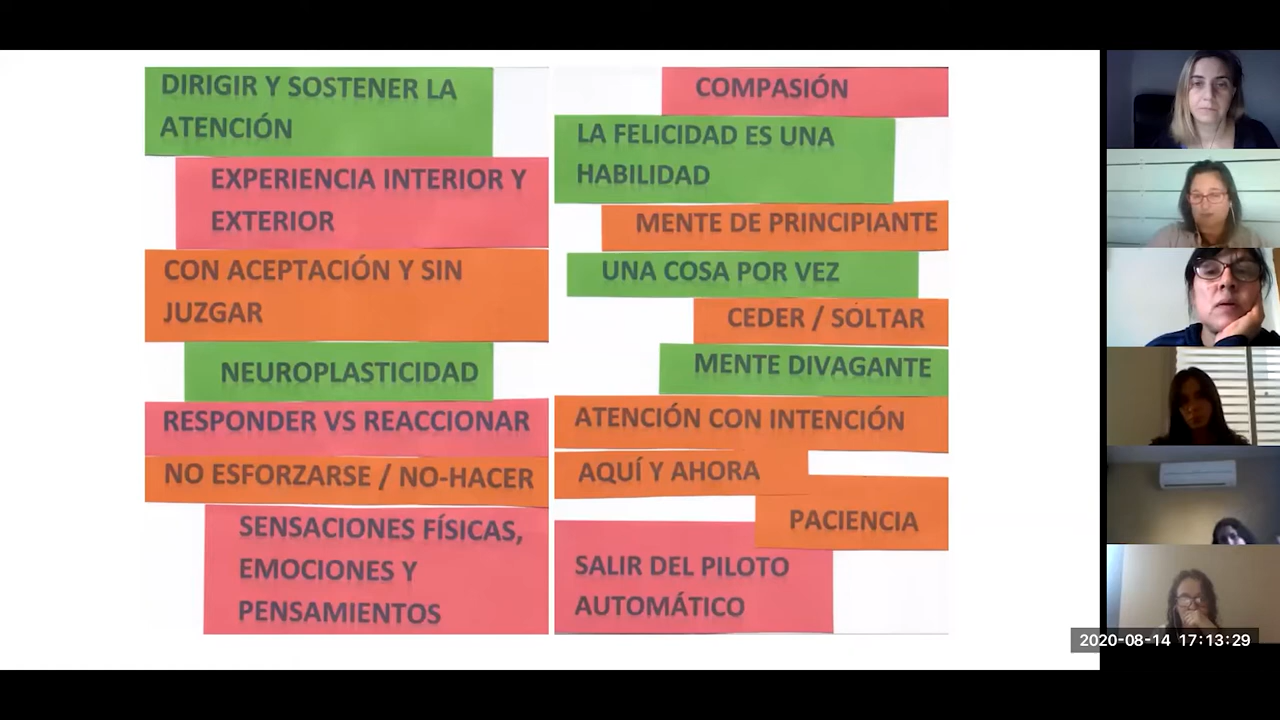 DIRIGIR Y SOSTENER LA
ATENCIÓN
EXPERIENCIA INTERIOR Y
EXTERIOR
CON ACEPTACIÓN Y SIN
JUZGAR
NEUROPLASTICIDAD
RESPONDER VS REACCIONAR
NO ESFORZARSE / NO-HACER
SENSACIONES FÍSICAS,
EMOCIONES Y
PENSAMIENTOS
COMPASIÓN
LA FELICIDAD ES UNA
HABILIDAD
MENTE DE PRINCIPIANTE
UNA COSA POR VEZ
CEDER / SOLTAR
MENTE DIVAGANTE
ATENCIÓN CON INTENCIÓN
AQUÍ Y AHORA
PACIENCIA
SALIR DEL PILOTO
AUTOMÁTICO
2020-08-14 17:13:29